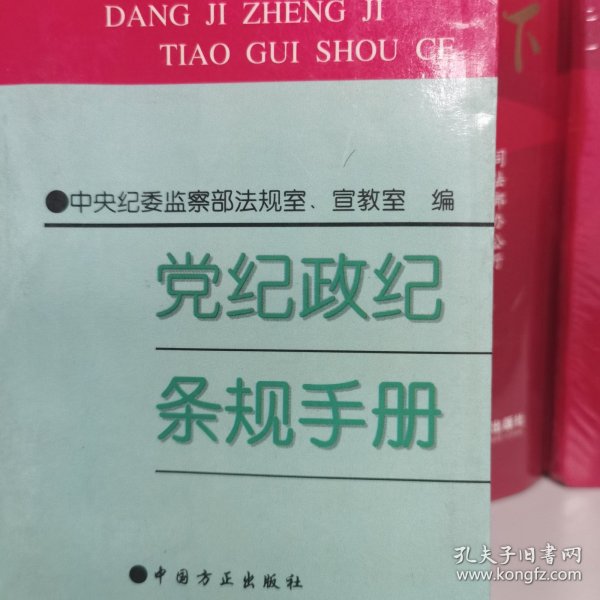 DANG JI ZHENG JI
TIAO GUI SHOU CE
●中央纪委监察部法规室、宣教室 编
党纪政纪
条规手册
●中国方正出版社
下
孔夫子旧书网
www.kongfz.com